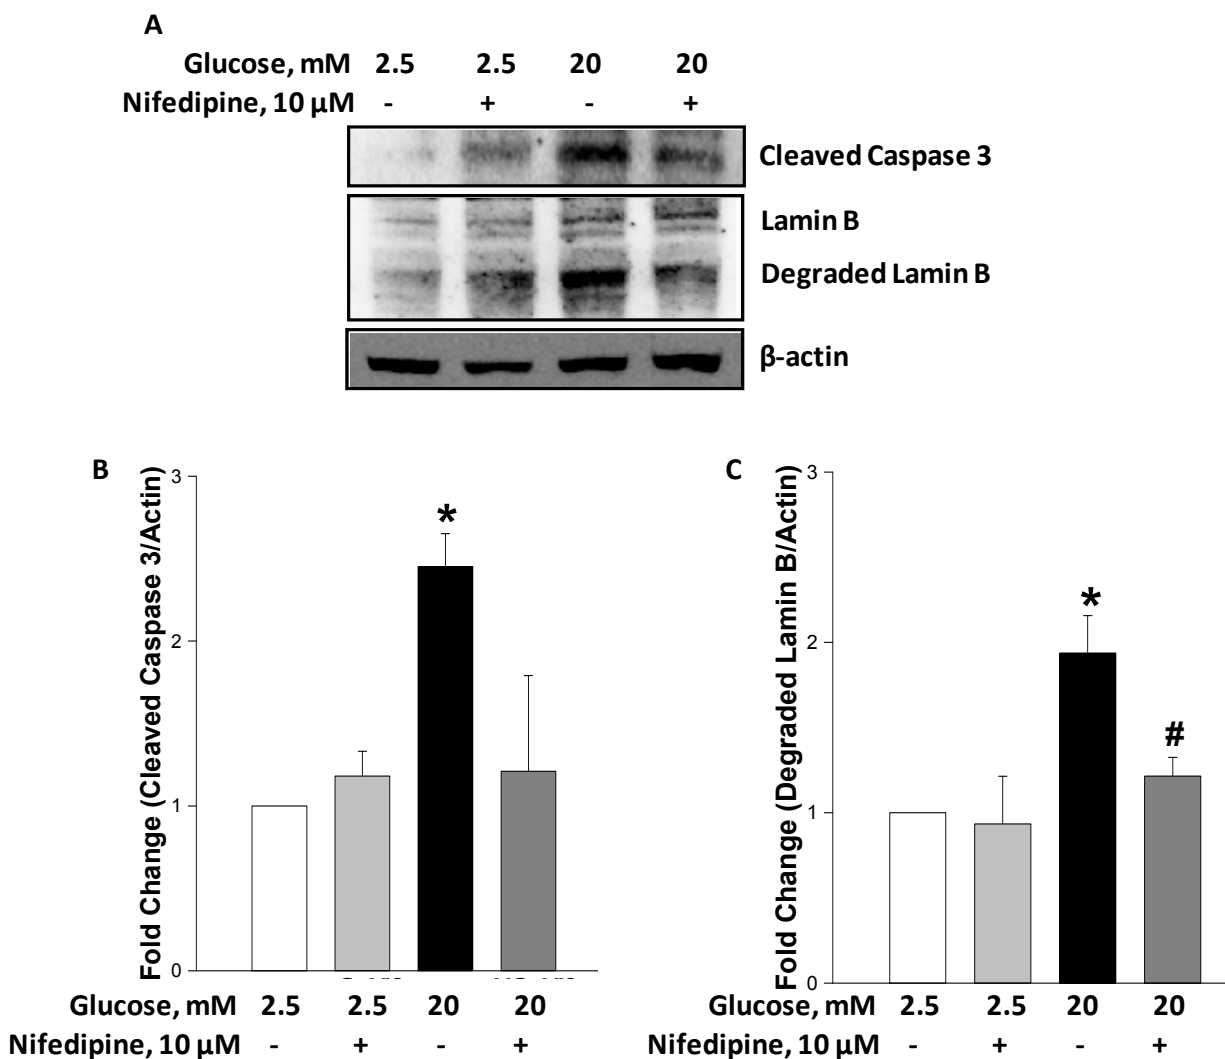 A
Glucose, mM 2.5 2.5 20 20
Nifedipine, 10 µM - + - +
Cleaved Caspase 3
Lamin B
Degraded Lamin B
β-actin
B
Fold Change (Cleaved Caspase 3/Actin)
3
2
1
0
*
Glucose, mM 2.5 2.5 20 20
Nifedipine, 10 µM - + - +
C
Fold Change (Degraded Lamin B/Actin)
3
2
1
0
*
#
Glucose, mM 2.5 2.5 20 20
Nifedipine, 10 µM - + - +